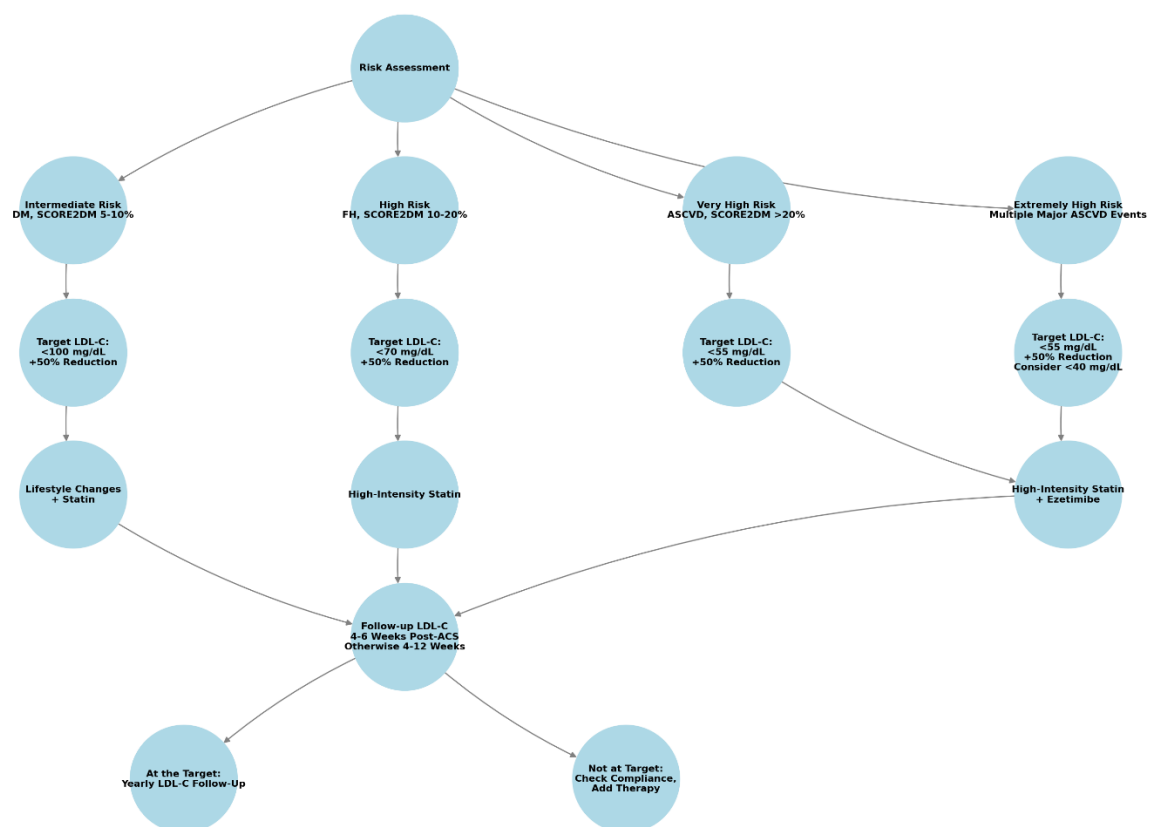 Risk Assessment
Intermediate Risk
DM, SCORE2DM 5-10%
High Risk
FH, SCORE2DM 10-20%
Very High Risk
ASCVD, SCORE2DM >20%
Extremely High Risk
Multiple Major ASCVD Events
Target LDL-C:
<100 mg/dL
+50% Reduction
Target LDL-C:
<70 mg/dL
+50% Reduction
Target LDL-C:
<55 mg/dL
+50% Reduction
Target LDL-C:
<55 mg/dL
+50% Reduction
Consider <40 mg/dL
Lifestyle Changes
+ Statin
High-Intensity Statin
High-Intensity Statin
+ Ezetimibe
Follow-up LDL-C
4-6 Weeks Post-ACS
Otherwise 4-12 Weeks
At the Target:
Yearly LDL-C Follow-Up
Not at Target:
Check Compliance,
Add Therapy